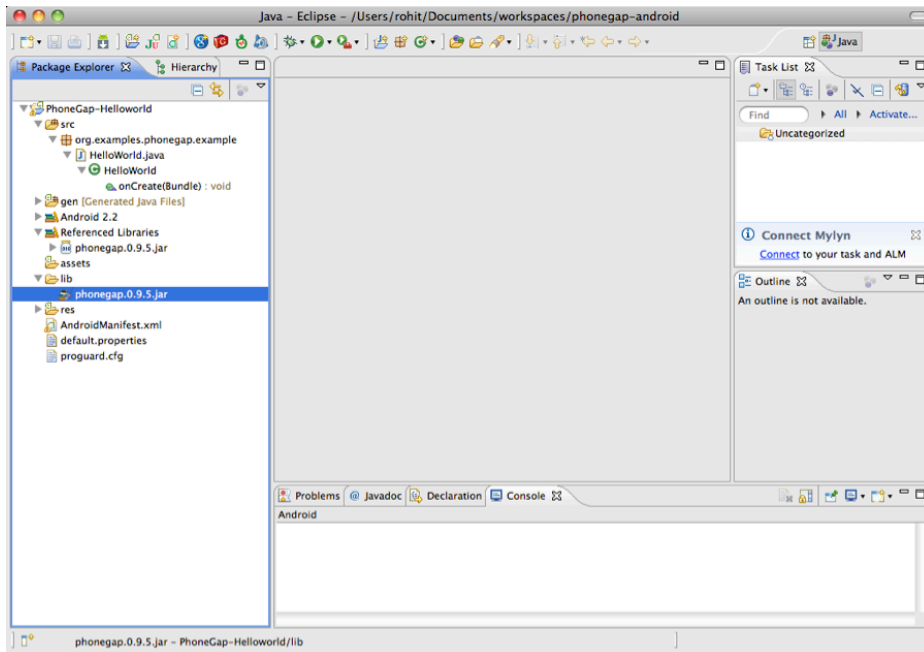 Java – Eclipse – /Users/rohit/Documents/workspaces/phonegap-android
Java
Package Explorer
Hierarchy
PhoneGap-Helloworld
src
org.examples.phonegap.example
HelloWorld.java
HelloWorld
onCreate(Bundle) : void
gen [Generated Java Files]
Android 2.2
Referenced Libraries
phonegap.0.9.5.jar
assets
lib
phonegap.0.9.5.jar
res
AndroidManifest.xml
default.properties
proguard.cfg
Task List
Find
All
Activate...
Uncategorized
Connect Mylyn
Connect to your task and ALM
Outline
An outline is not available.
Problems
@ Javadoc
Declaration
Console
Android
phonegap.0.9.5.jar – PhoneGap-Helloworld/lib